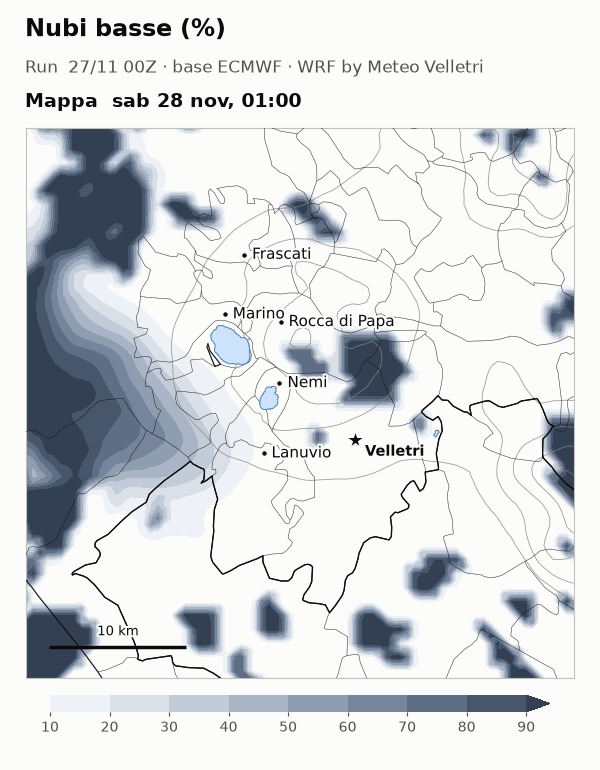 Nubi basse (%)
Run  27/11 00Z · base ECMWF · WRF by Meteo Velletri
Mappa  sab 28 nov, 01:00
Frascati
Marino
Rocca di Papa
Nemi
Velletri
Lanuvio
10 km
10 20 30 40 50 60 70 80 90